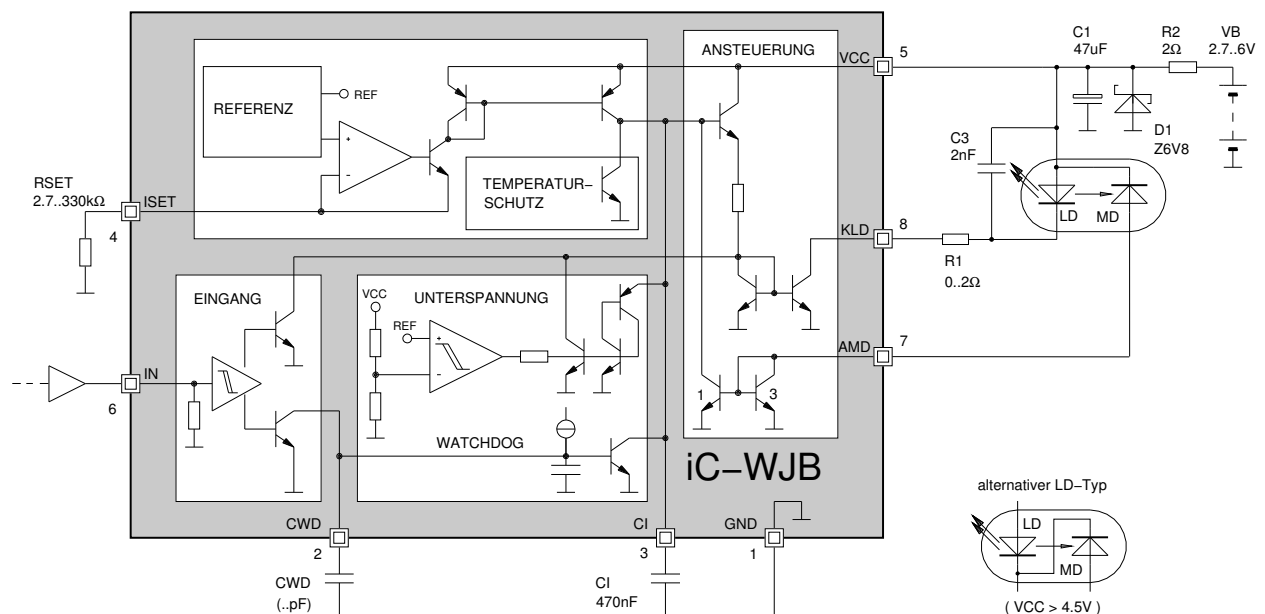 C1
47uF
R2
2Ω
VB
2.7..6V
ANSTEUERUNG
VCC
5
REFERENZ
REF
D1
Z6V8
C3
2nF
RSET
2.7..330kΩ
TEMPERATUR–
SCHUTZ
ISET
4
LD
MD
KLD
8
R1
0..2Ω
EINGANG
VCC
UNTERSPANNUNG
REF
+
–
+
–
AMD
7
IN
6
1
3
WATCHDOG
iC–WJB
alternativer LD–Typ
LD
MD
( VCC > 4.5V )
CWD
2
CI
3
GND
1
CWD
(..pF)
CI
470nF